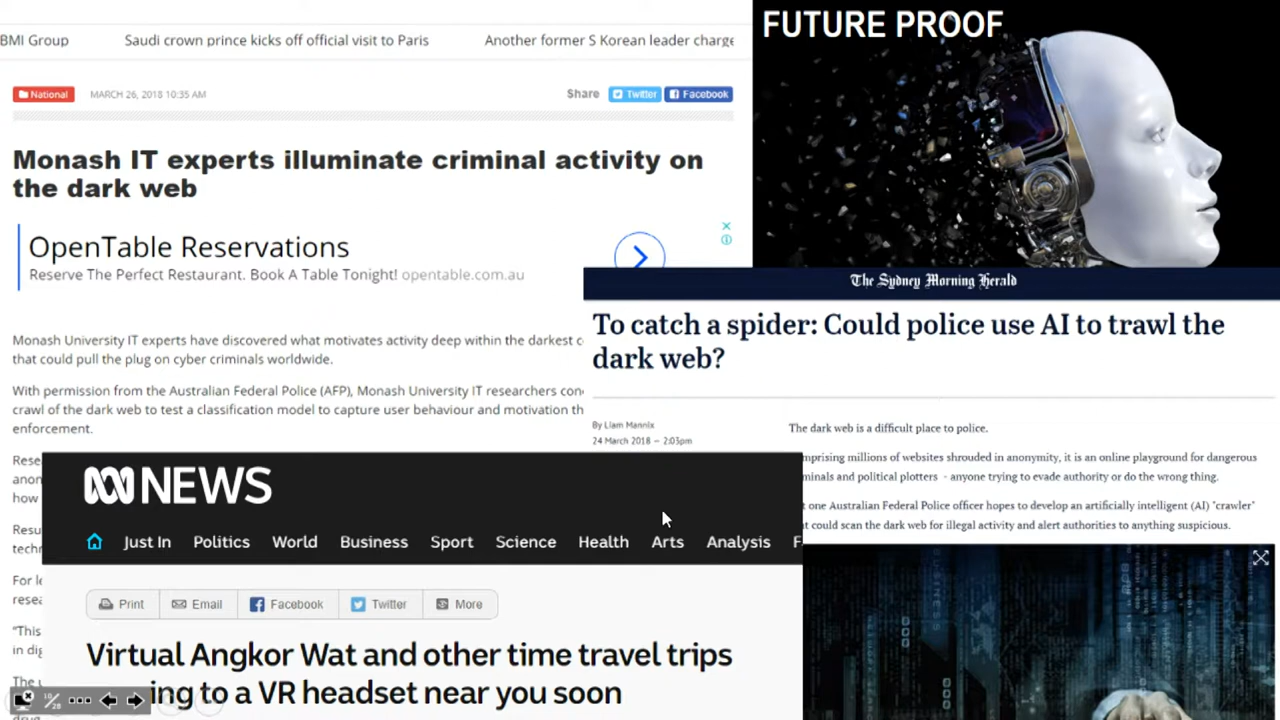 BMI Group
Saudi crown prince kicks off official visit to Paris
Another former S Korean leader charge
National
MARCH 26, 2018 10:35 AM
Share
Twitter
Facebook
Monash IT experts illuminate criminal activity on
the dark web
OpenTable Reservations
Reserve The Perfect Restaurant. Book A Table Tonight! opentable.com.au
Monash University IT experts have discovered what motivates activity deep within the darkest
that could pull the plug on cyber criminals worldwide.
With permission from the Australian Federal Police (AFP), Monash University IT researchers
crawl of the dark web to test a classification model to capture user behaviour and motivation
enforcement.
FUTURE PROOF
The Sydney Morning Herald
To catch a spider: Could police use AI to trawl the
dark web?
By Liam Mannix
24 March 2018 — 2:03pm
The dark web is a difficult place to police.
mprising millions of websites shrouded in anonymity, it is an online playground for dangerous
minals and political plotters - anyone trying to evade authority or do the wrong thing.
t one Australian Federal Police officer hopes to develop an artificially intelligent (AI) "crawler"
t could scan the dark web for illegal activity and alert authorities to anything suspicious.
NEWS
Just In
Politics
World
Business
Sport
Science
Health
Arts
Analysis
Print
Email
Facebook
Twitter
More
Virtual Angkor Wat and other time travel trips
ing to a VR headset near you soon
"This
in dig
The
10/28